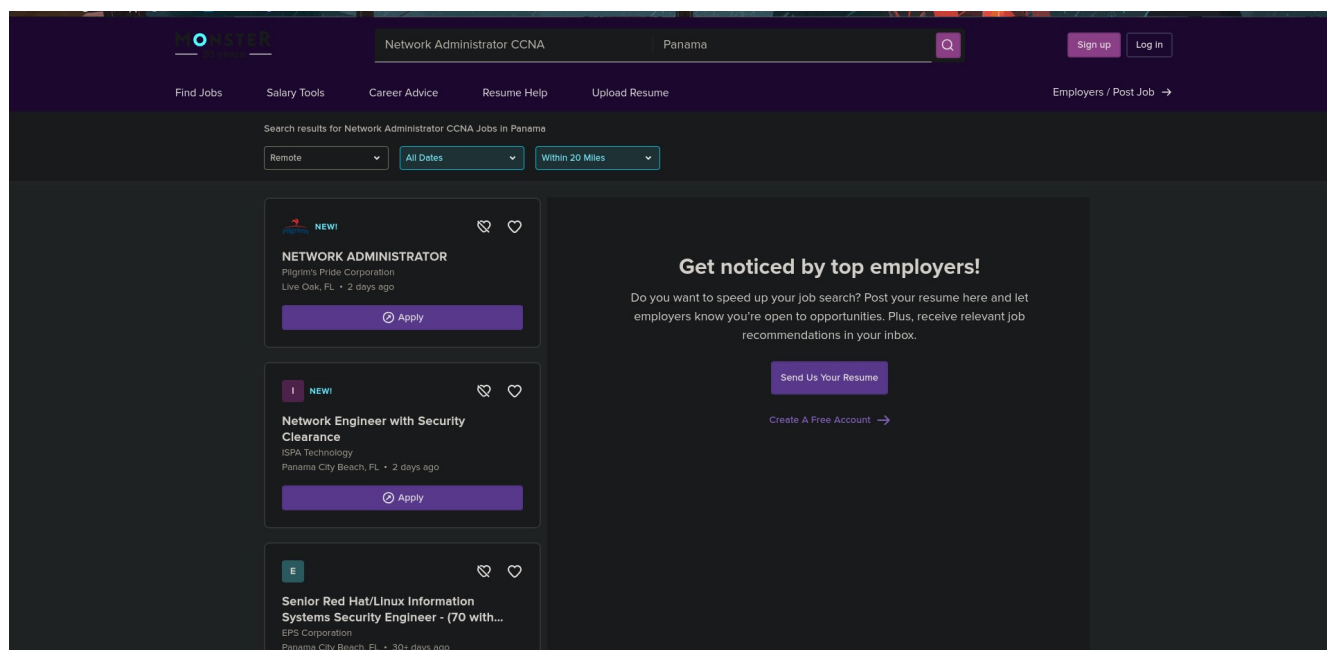 MONSTER
Network Administrator CCNA
Panama
Sign up
Log in
Find Jobs
Salary Tools
Career Advice
Resume Help
Upload Resume
Employers / Post Job →
Search results for Network Administrator CCNA Jobs in Panama
Remote
All Dates
Within 20 Miles
NEW!
NETWORK ADMINISTRATOR
Pilgrim's Pride Corporation
Live Oak, FL • 2 days ago
Apply
I
NEW!
Network Engineer with Security
Clearance
ISPA Technology
Panama City Beach, FL • 2 days ago
Apply
E
Senior Red Hat/Linux Information
Systems Security Engineer - (70 with...
EPS Corporation
Panama City Beach, FL • 30+ days ago
Get noticed by top employers!
Do you want to speed up your job search? Post your resume here and let
employers know you're open to opportunities. Plus, receive relevant job
recommendations in your inbox.
Send Us Your Resume
Create A Free Account →